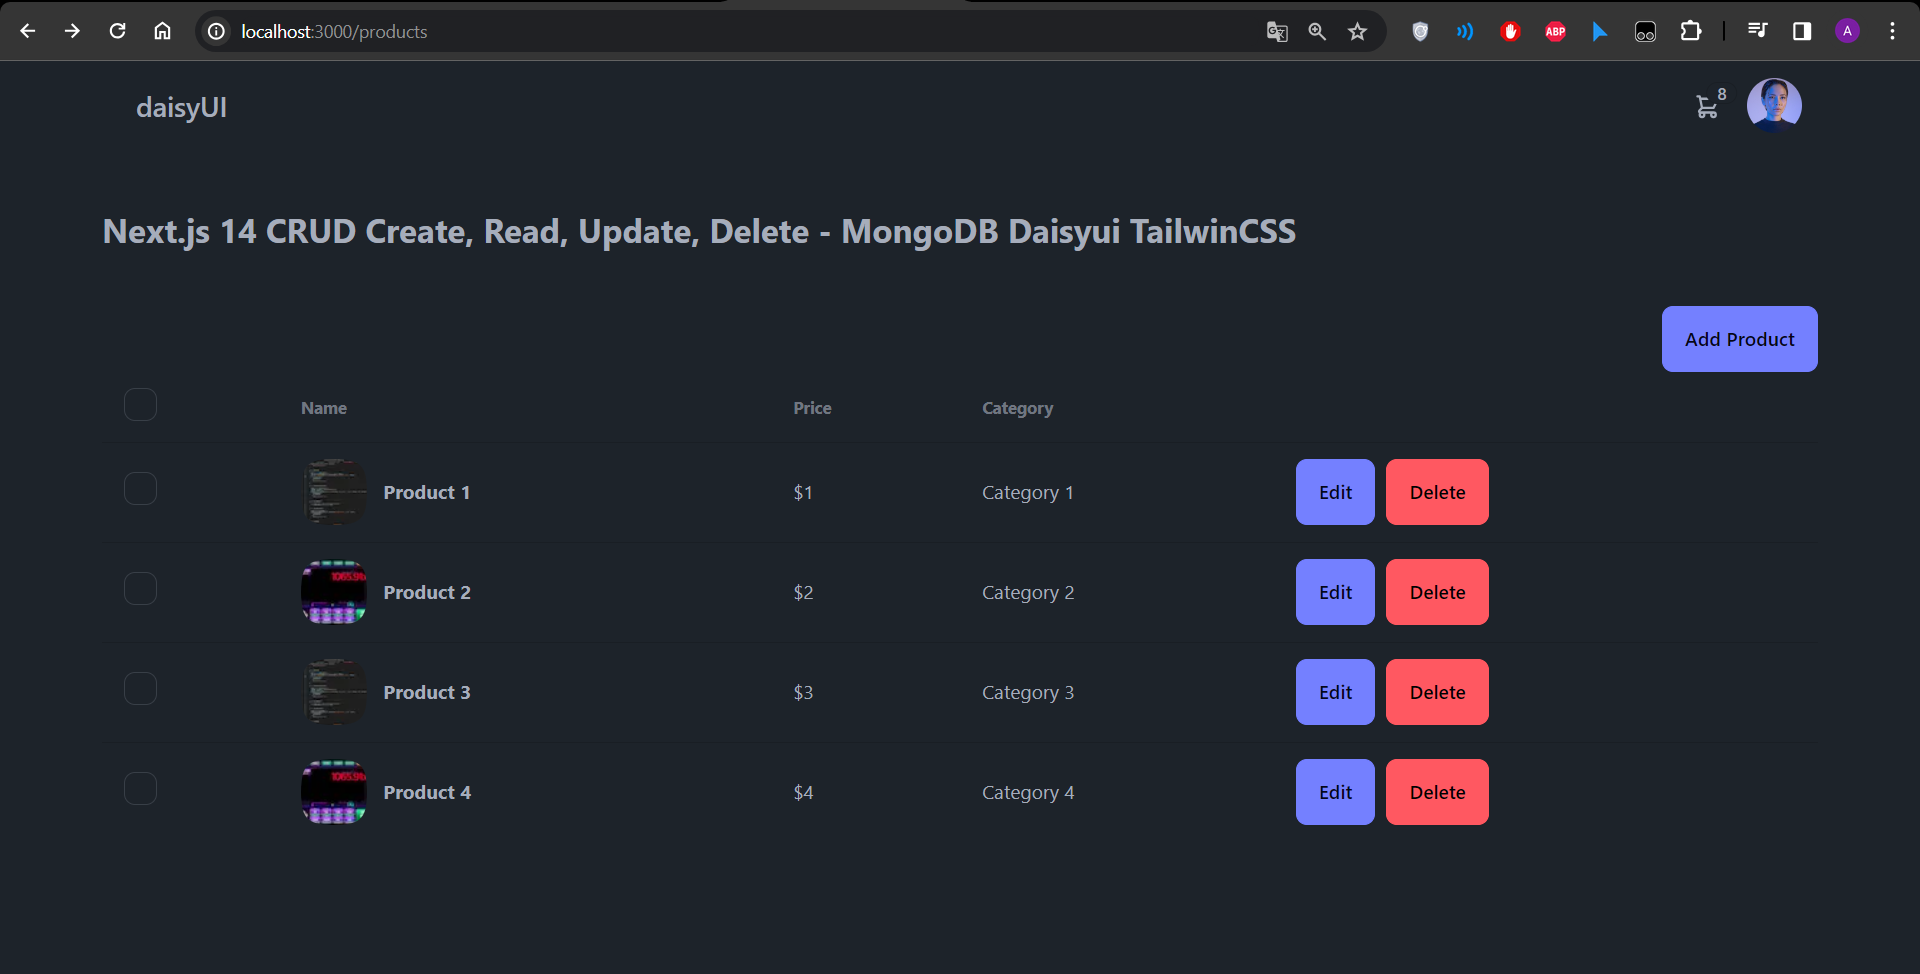 localhost:3000/products
ABP
A
daisyUI
8
Next.js 14 CRUD Create, Read, Update, Delete - MongoDB Daisyui TailwinCSS
Add Product
Name Price Category
Product 1 $1 Category 1 Edit Delete
Product 2 $2 Category 2 Edit Delete
Product 3 $3 Category 3 Edit Delete
Product 4 $4 Category 4 Edit Delete